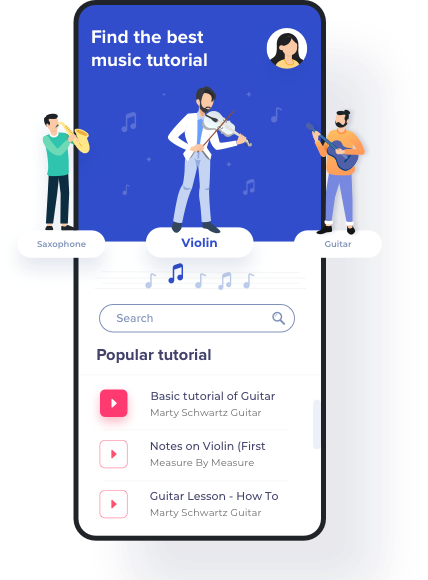 Find the best
music tutorial
Saxophone
Violin
Guitar
Search
Popular tutorial
Basic tutorial of Guitar
Marty Schwartz Guitar
Notes on Violin (First
Measure By Measure
Guitar Lesson - How To
Marty Schwartz Guitar